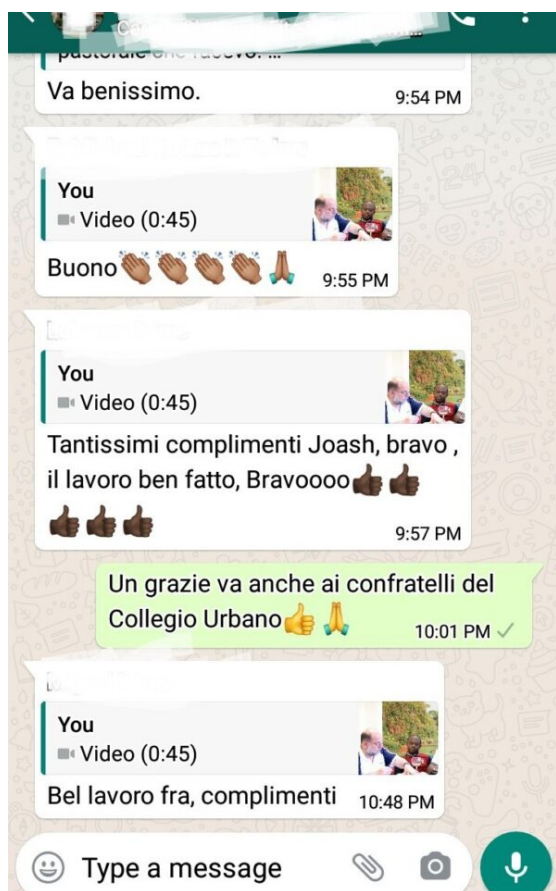 Va benissimo.
9:54 PM
You
Video (0:45)
Buono👏🏾👏🏾👏🏾👏🏾🙏🏾
9:55 PM
You
Video (0:45)
Tantissimi complimenti Joash, bravo ,
il lavoro ben fatto, Bravoooo👍🏿👍🏿
👍🏿👍🏿👍🏿
9:57 PM
Un grazie va anche ai confratelli del
Collegio Urbano👍🙏
10:01 PM ✓
You
Video (0:45)
Bel lavoro fra, complimenti
10:48 PM
Type a message